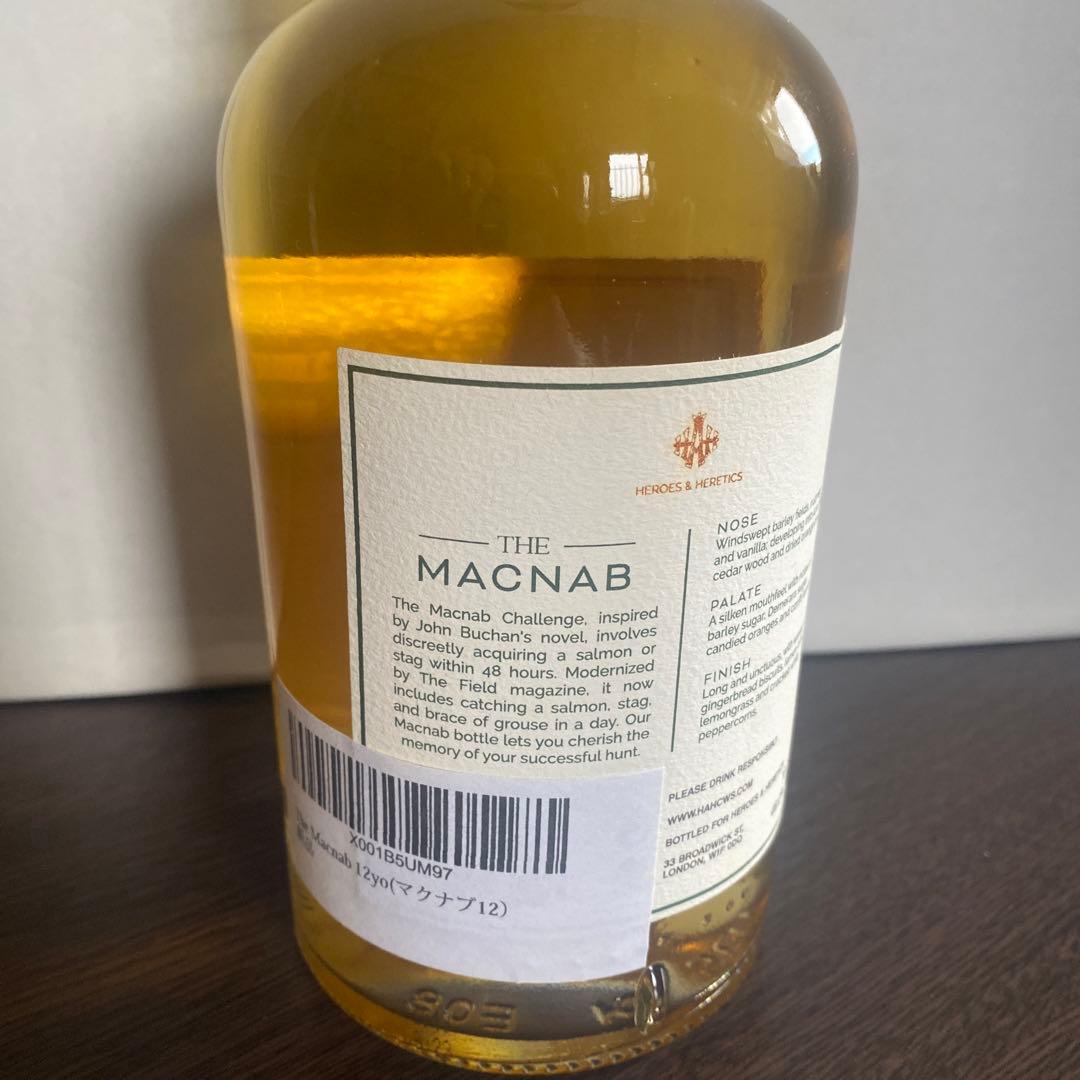 HEROES & HERETICS
THE
MACNAB
The Macnab Challenge, inspired
by John Buchan's novel, involves
discreetly acquiring a salmon or
stag within 48 hours. Modernized
by The Field magazine, it now
includes catching a salmon, stag,
and brace of grouse in a day. Our
Macnab bottle lets you cherish the
memory of your successful hunt.
NOSE
Windswept barley fields,
and vanilla; developing
cedar wood and dried
PALATE
A silken mouthfeel with
barley sugar, Demerara
candied oranges and
FINISH
Long and unctuous, with
gingerbread biscuits,
lemongrass and
peppercorns.
PLEASE DRINK RESPONSIBLY.
WWW.HAHCWS.COM
BOTTLED FOR HEROES &
33 BROADWICK ST,
LONDON, W1F 0DQ
X001B5UM97
The Macnab 12yo(マクナブ12)